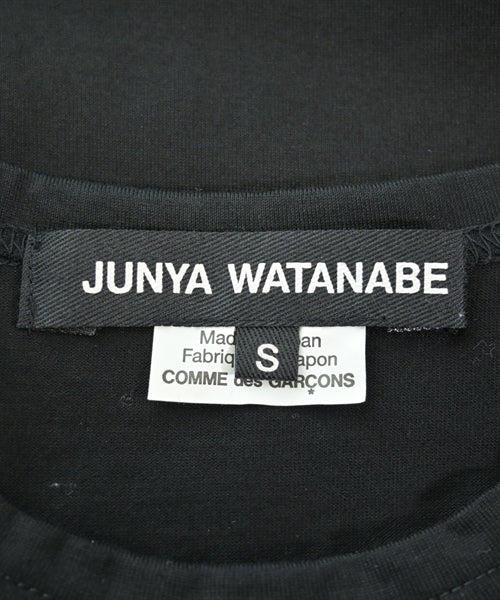 JUNYA WATANABE
S
Mad pan
Fabriq apon
COMME des GARÇONS
*